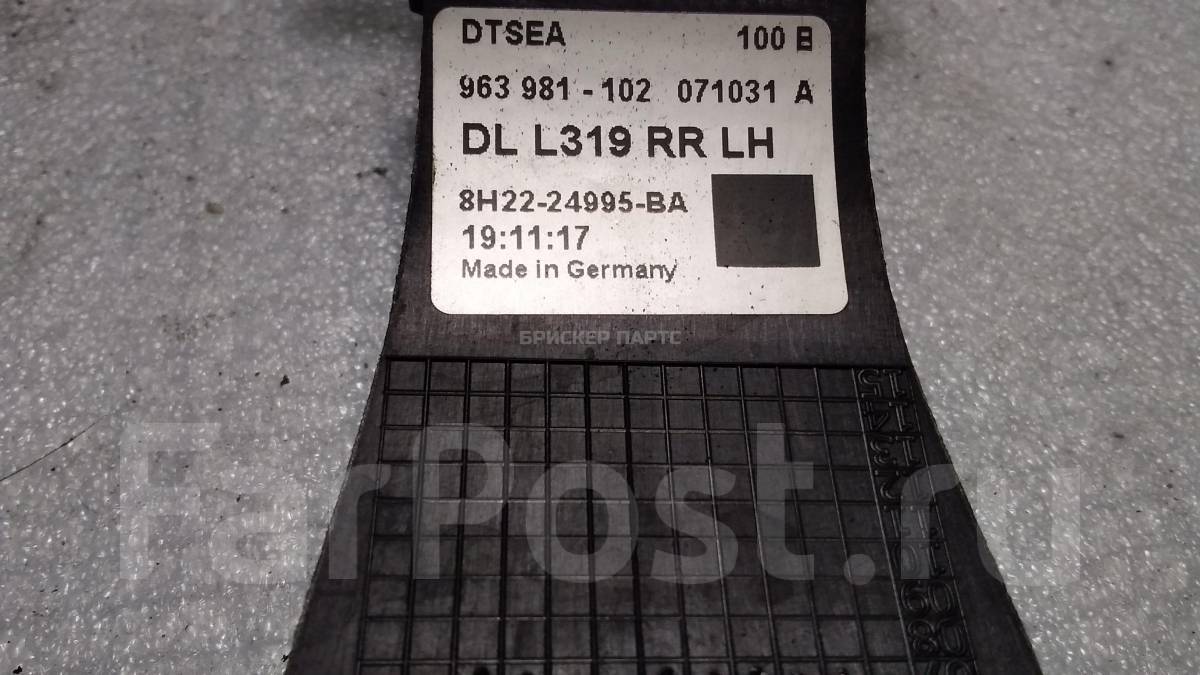 DTSEA 100 B
963 981 - 102 071031 A
DL L319 RR LH
8H22-24995-BA
19:11:17
Made in Germany
БРИСКЕР ПАРТС
FarPost.ru